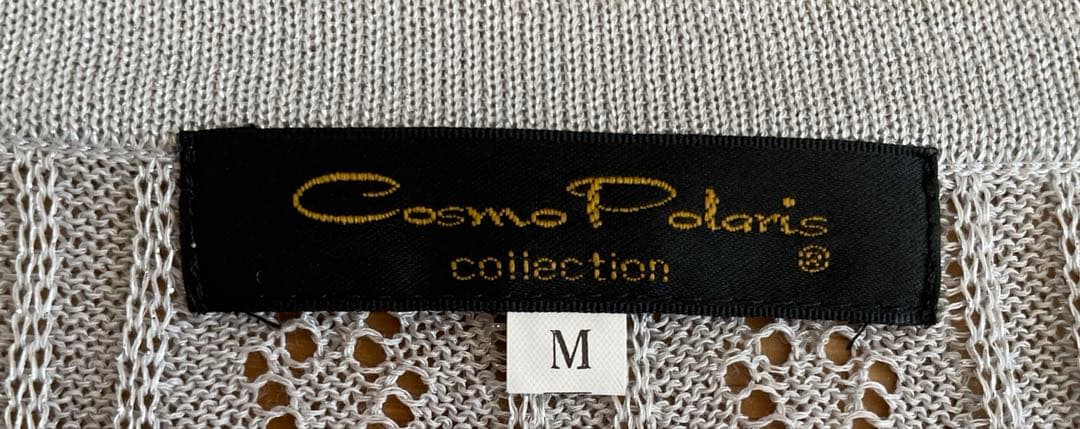 Cosmo Polaris
collection ®
M